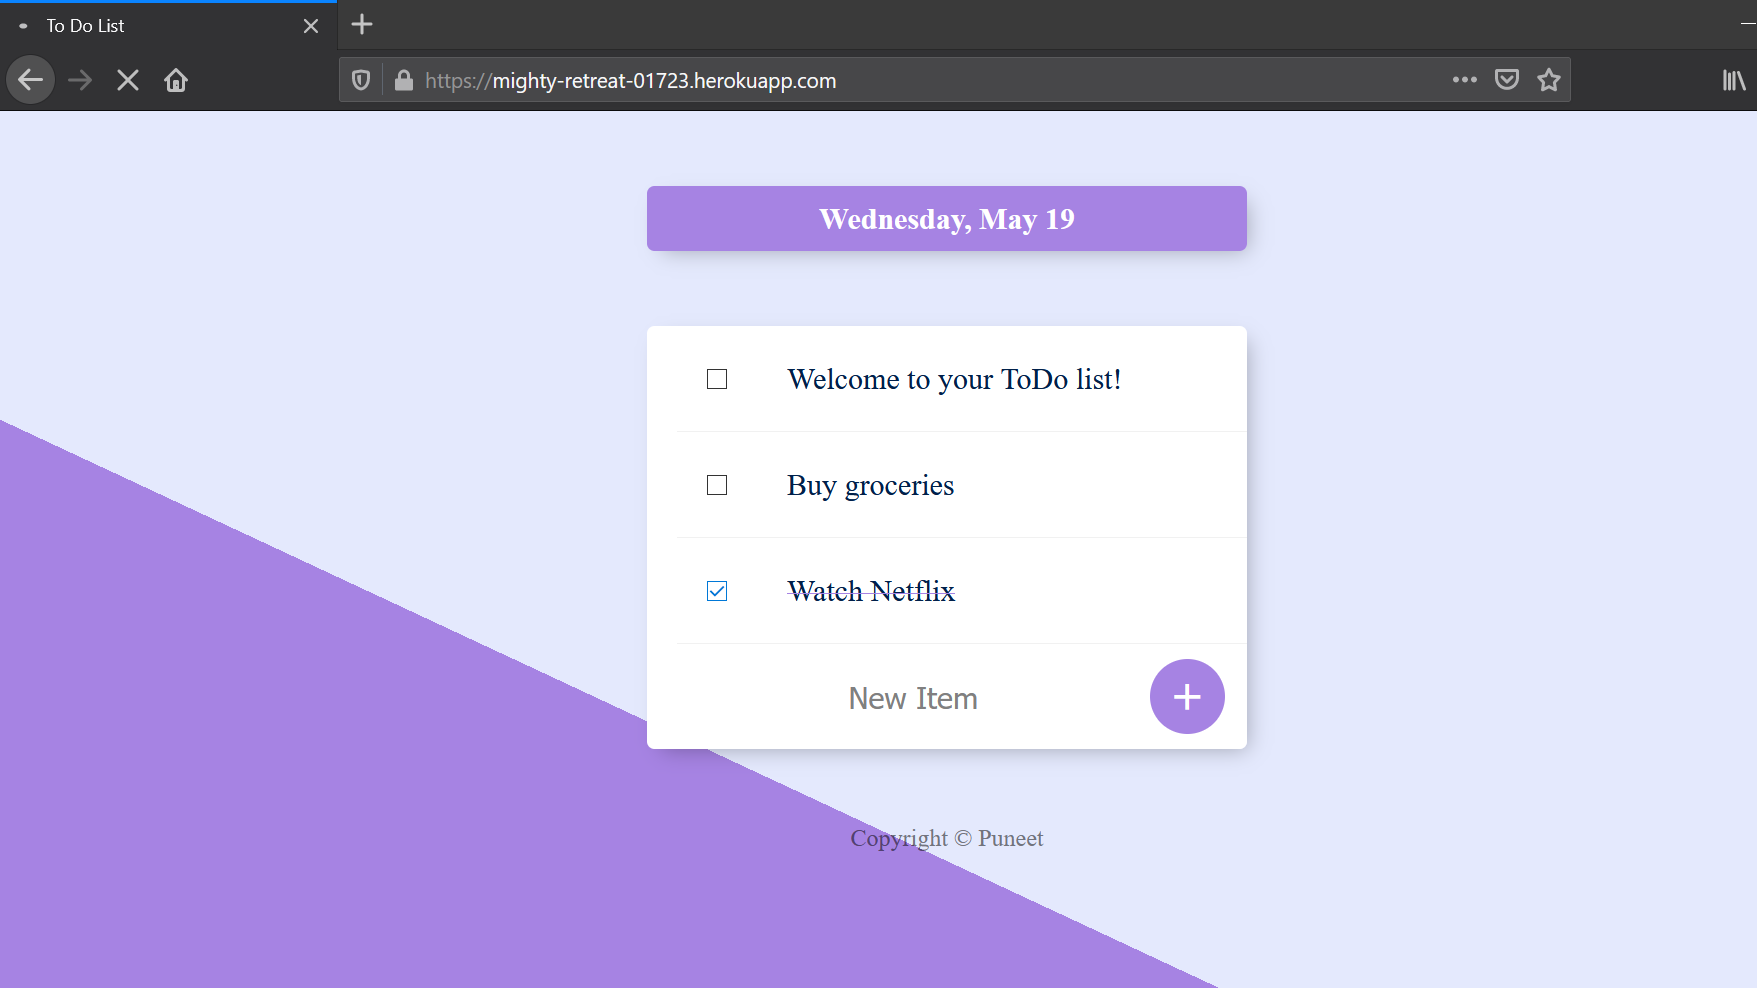 To Do List
https://mighty-retreat-01723.herokuapp.com
Wednesday, May 19
Welcome to your ToDo list!
Buy groceries
Watch Netflix
New Item
Copyright © Puneet